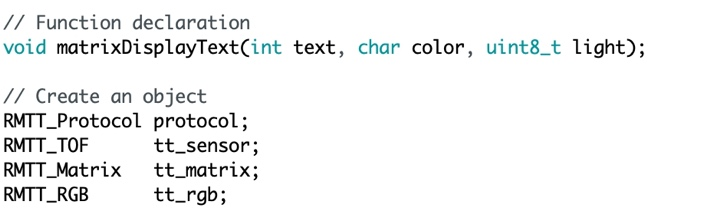 // Function declaration
void matrixDisplayText(int text, char color, uint8_t light);
// Create an object
RMTT_Protocol protocol;
RMTT_TOF      tt_sensor;
RMTT_Matrix   tt_matrix;
RMTT_RGB      tt_rgb;